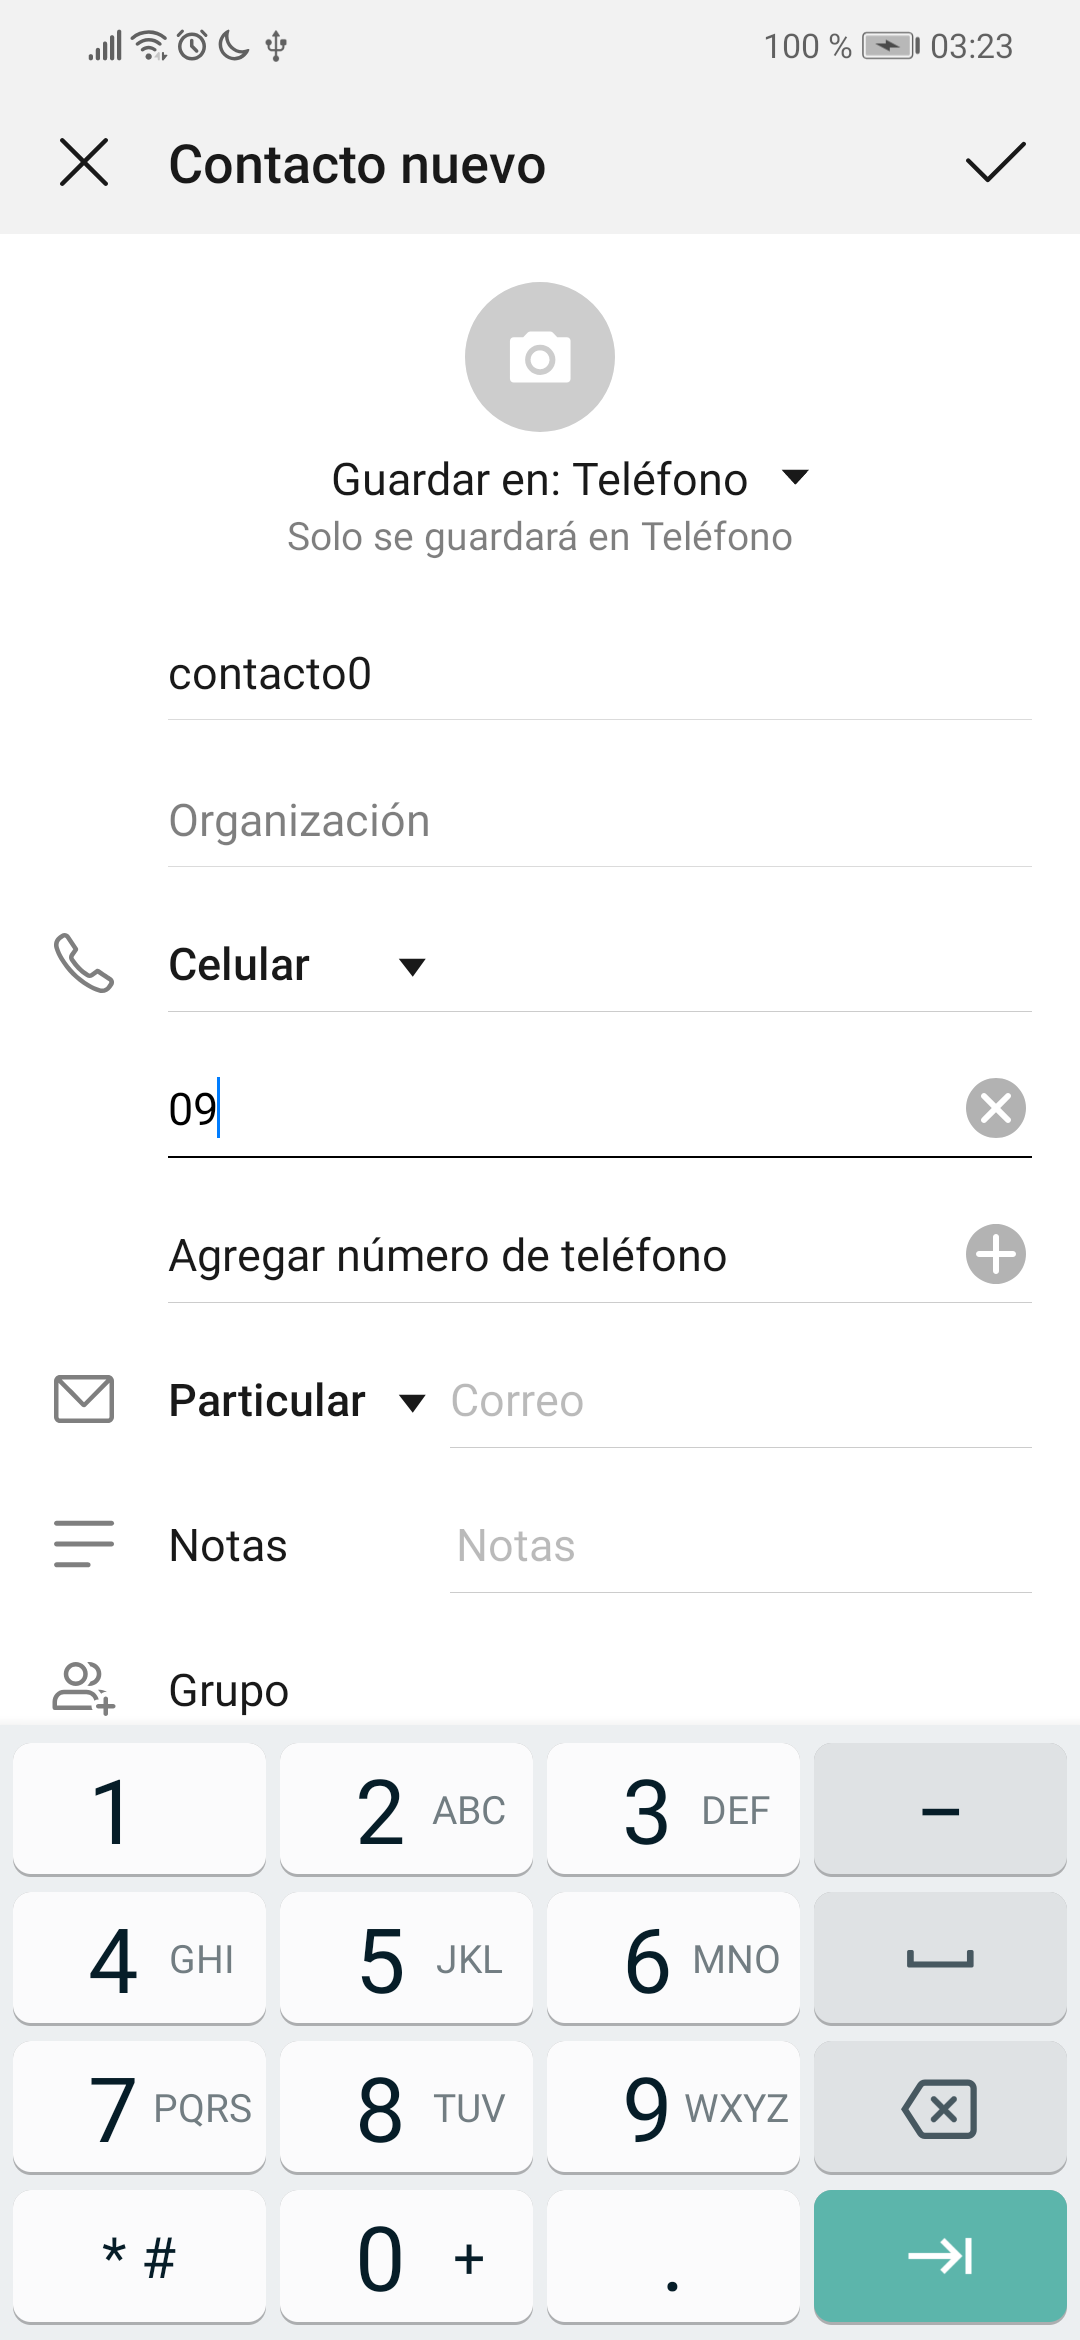 100 % 03:23
Contacto nuevo
Guardar en: Teléfono
Solo se guardará en Teléfono
contacto0
Organización
Celular
09
Agregar número de teléfono
Particular Correo
Notas Notas
Grupo
1 2 ABC 3 DEF –
4 GHI 5 JKL 6 MNO
7 PQRS 8 TUV 9 WXYZ
* # 0 + .